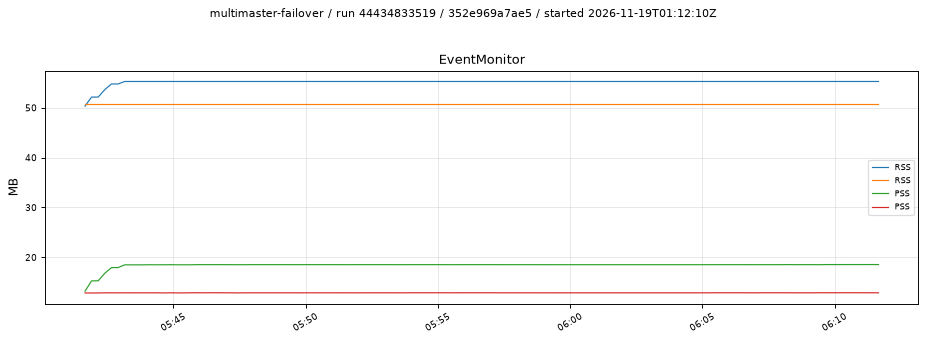 multimaster-failover / run 44434833519 / 352e969a7ae5 / started 2026-11-19T01:12:10Z
EventMonitor
MB
50
40
30
20
RSS
RSS
PSS
PSS
05:45
05:50
05:55
06:00
06:05
06:10